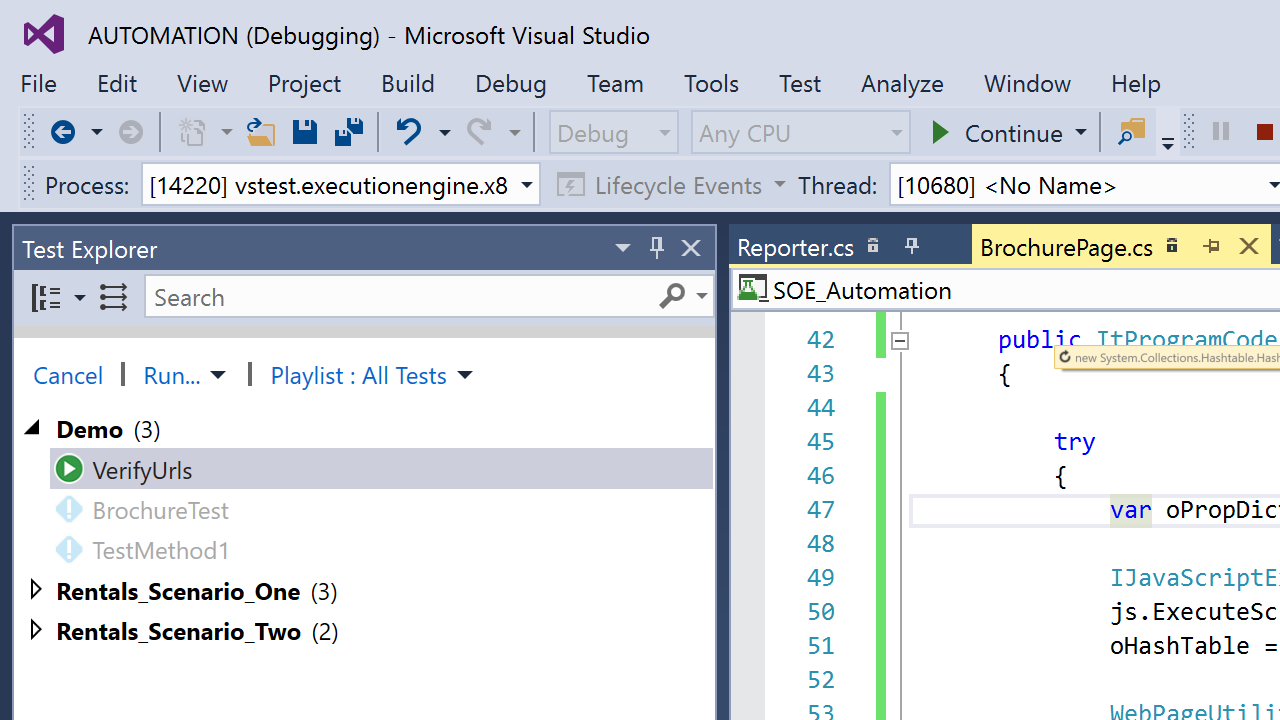 AUTOMATION (Debugging) - Microsoft Visual Studio
File Edit View Project Build Debug Team Tools Test Analyze Window Help
Debug Any CPU Continue
Process: [14220] vstest.executionengine.x8 Lifecycle Events Thread: [10680] <No Name>
Test Explorer
Search
Cancel | Run... | Playlist : All Tests
Demo (3)
VerifyUrls
BrochureTest
TestMethod1
Rentals_Scenario_One (3)
Rentals_Scenario_Two (2)
Reporter.cs BrochurePage.cs
SOE_Automation
42 public ItProgramCode
new System.Collections.Hashtable.Hash
43 {
44
45 try
46 {
47 var oPropDict
48
49 IJavaScriptEx
50 js.ExecuteSc
51 oHashTable =
52
53 WebPageUtili